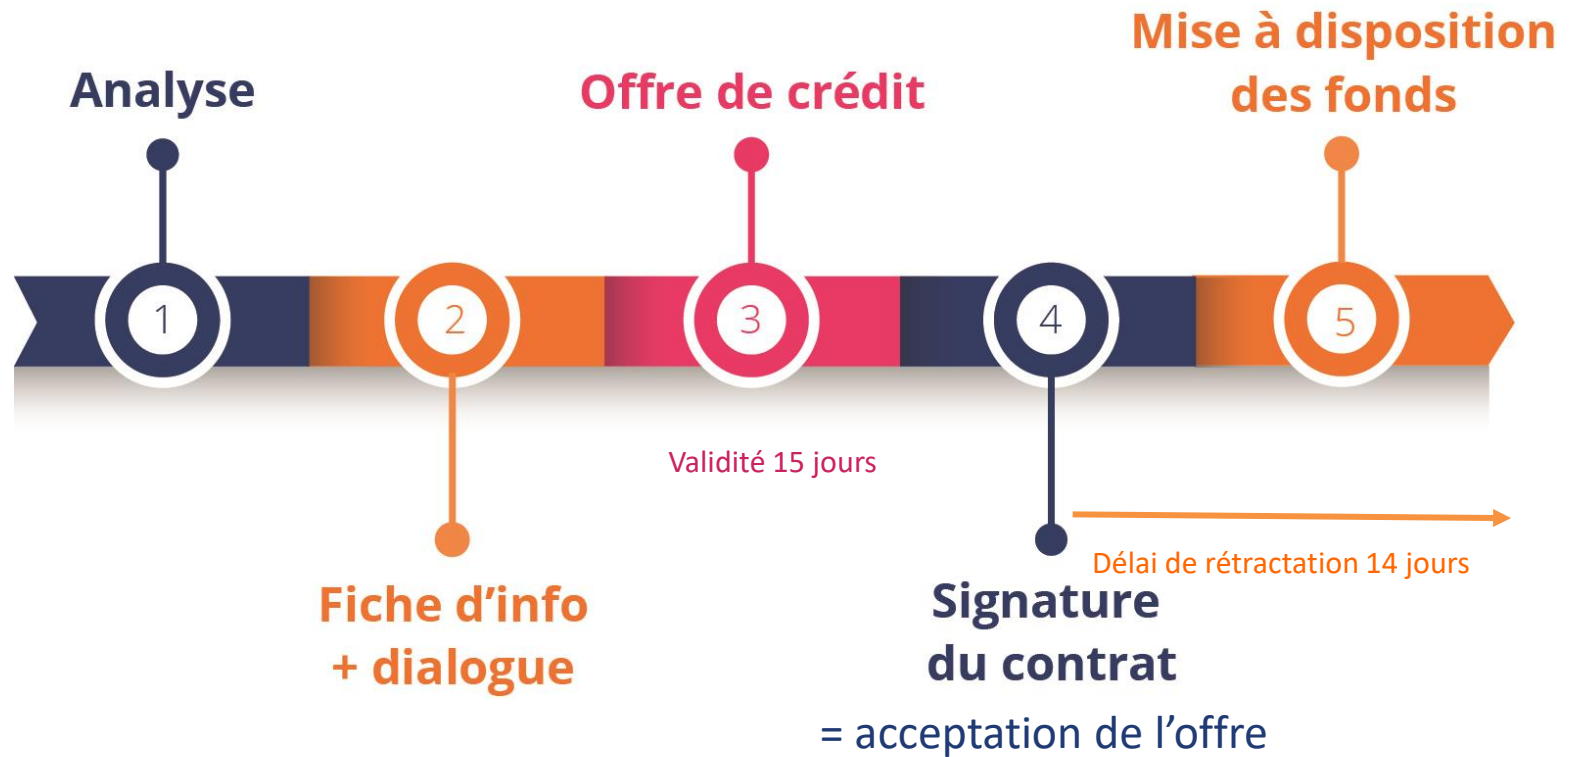 Analyse
1
2
Fiche d’info
+ dialogue
Offre de crédit
3
Validité 15 jours
4
Signature
du contrat
= acceptation de l’offre
Délai de rétractation 14 jours
Mise à disposition
des fonds
5